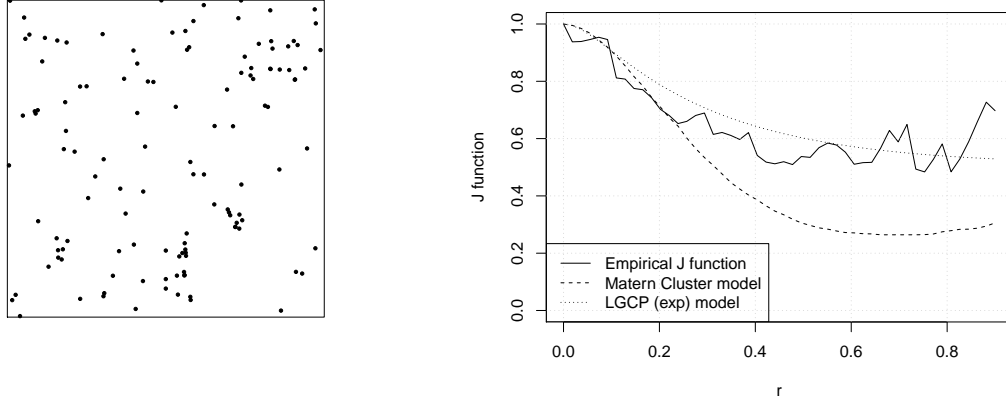 1.0
0.8
0.6
0.4
0.2
0.0
J function
Empirical J function
Matern Cluster model
LGCP (exp) model
0.0 0.2 0.4 0.6 0.8
r